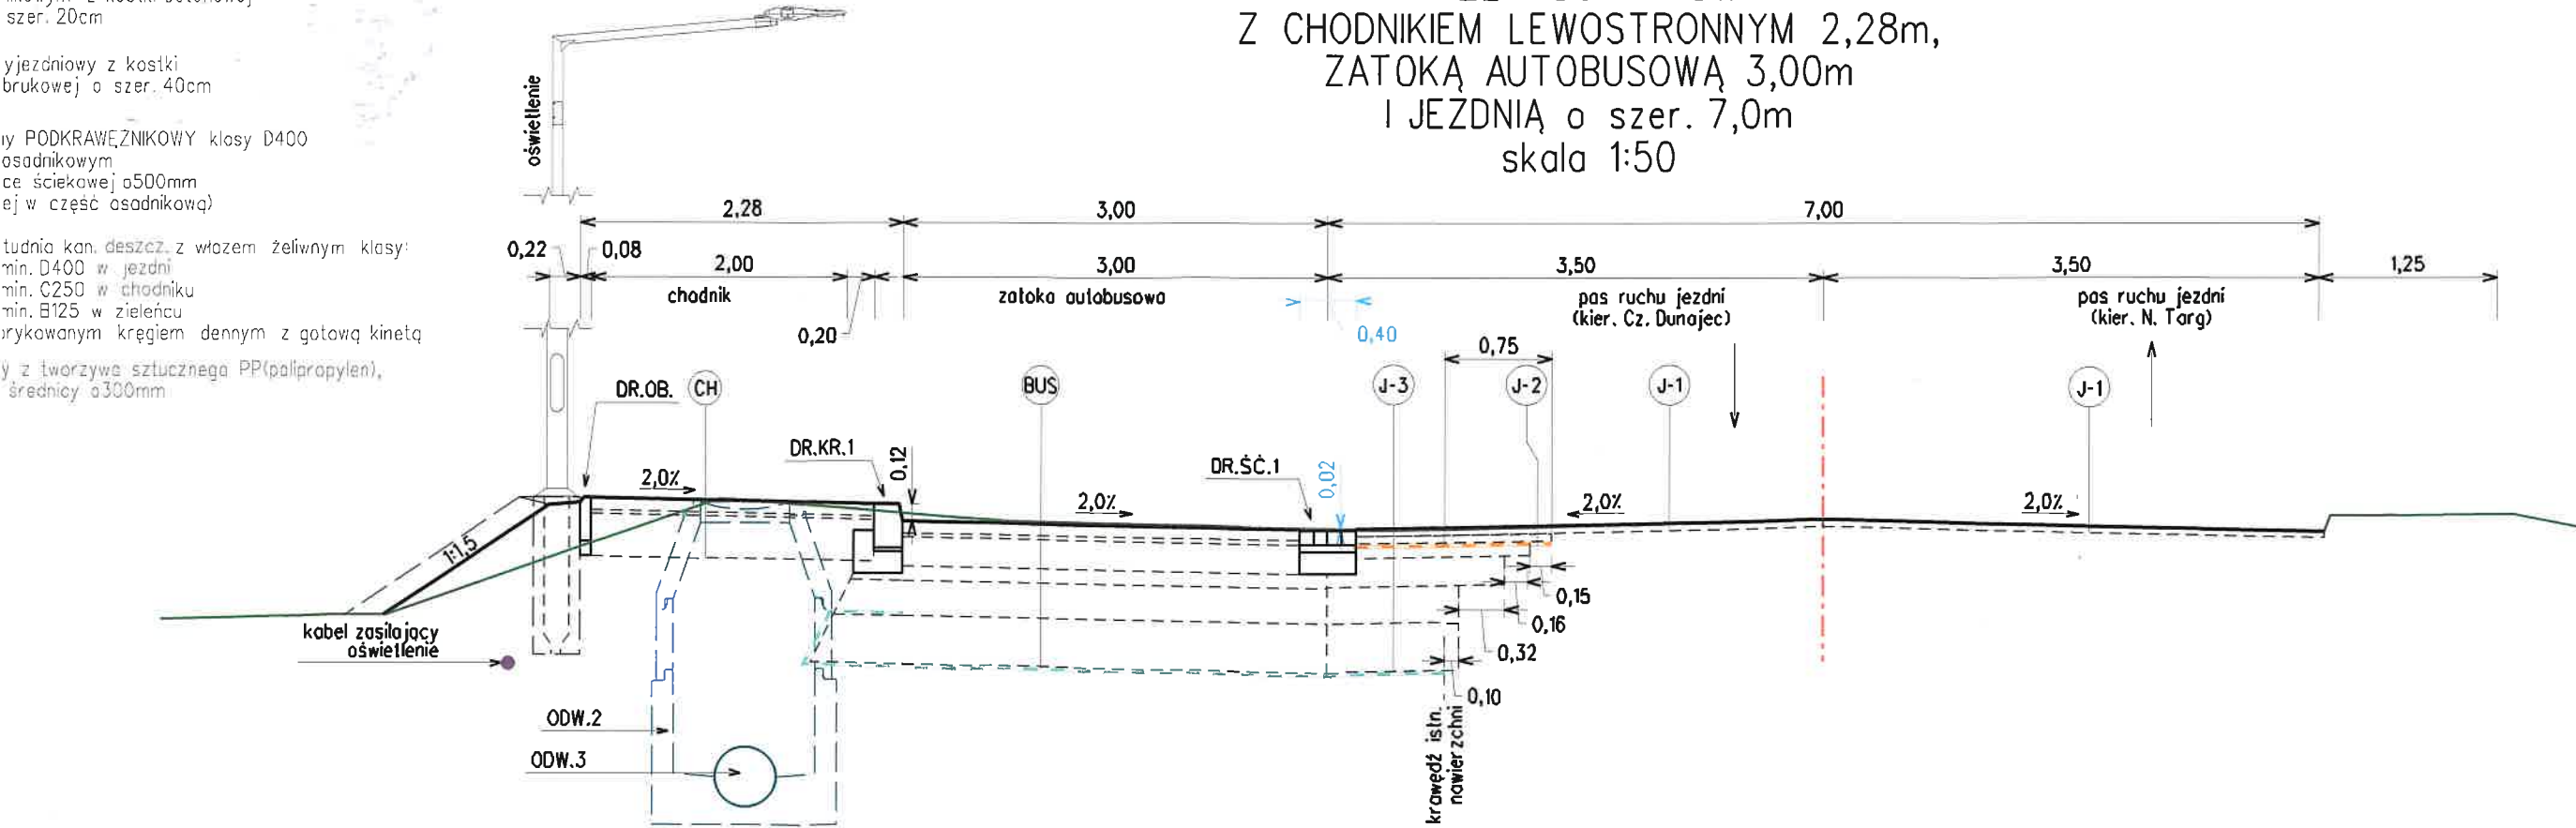 szer. 20cm
yjezdniowy z kostki
brukowej o szer. 40cm
PODKRAWĘŻNIKOWY klasy D400
osadnikowym
ce ściekowej o500mm
ej w część osadnikową)
tudnia kan. deszcz. z włazem żeliwnym klasy:
min. D400 w jezdni
min. C250 w chodniku
min. B125 w zieleńcu
rykowanym kręgiem dennym z gotową kinetą
y z tworzywa sztucznego PP(polipropylen),
średnicy o300mm
Z CHODNIKIEM LEWOSTRONNYM 2,28m,
ZATOKĄ AUTOBUSOWĄ 3,00m
I JEZDNIĄ o szer. 7,0m
skala 1:50
oświetlenie
2,28
3,00
7,00
0,22
0,08
2,00
3,00
3,50
3,50
1,25
chodnik
zatoka autobusowa
pas ruchu jezdni
(kier. Cz. Dunajec)
pas ruchu jezdni
(kier. N. Targ)
0,20
0,40
0,75
DR.OB.
CH
BUS
J-3
J-2
J-1
J-1
DR.KR.1
0,12
DR.ŚĆ.1
0,02
2,0%
2,0%
2,0%
2,0%
1:1,5
0,15
0,16
0,32
0,10
kabel zasilający
oświetlenie
ODW.2
ODW.3
krawędź istn.
nawierzchni